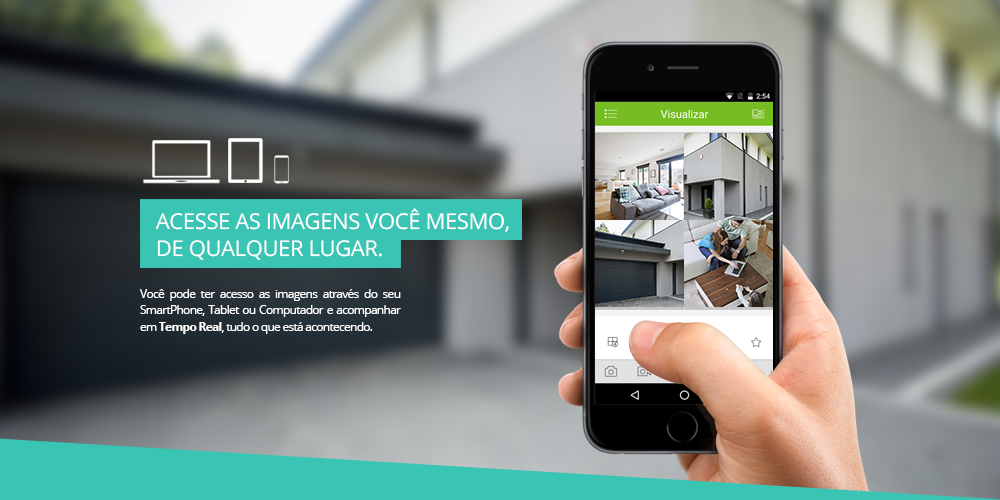 ACESSE AS IMAGENS VOCÊ MESMO,
DE QUALQUER LUGAR.
Você pode ter acesso as imagens através do seu
SmartPhone, Tablet ou Computador e acompanhar
em Tempo Real, tudo o que está acontecendo.
2:54
Visualizar